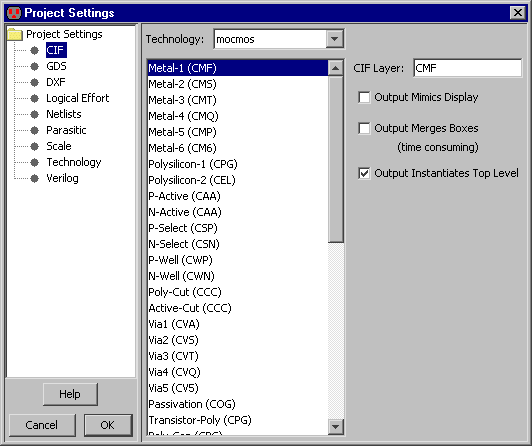 Project Settings
Project Settings
CIF
GDS
DXF
Logical Effort
Netlists
Parasitic
Scale
Technology
Verilog
Help
Cancel
OK
Technology:
mocmos
Metal-1 (CMF)
Metal-2 (CMS)
Metal-3 (CMT)
Metal-4 (CMQ)
Metal-5 (CMP)
Metal-6 (CM6)
Polysilicon-1 (CPG)
Polysilicon-2 (CEL)
P-Active (CAA)
N-Active (CAA)
P-Select (CSP)
N-Select (CSN)
P-Well (CWP)
N-Well (CWN)
Poly-Cut (CCC)
Active-Cut (CCC)
Via1 (CVA)
Via2 (CVS)
Via3 (CVT)
Via4 (CVQ)
Via5 (CV5)
Passivation (COG)
Transistor-Poly (CPG)
CIF Layer:
CMF
Output Mimics Display
Output Merges Boxes
(time consuming)
Output Instantiates Top Level